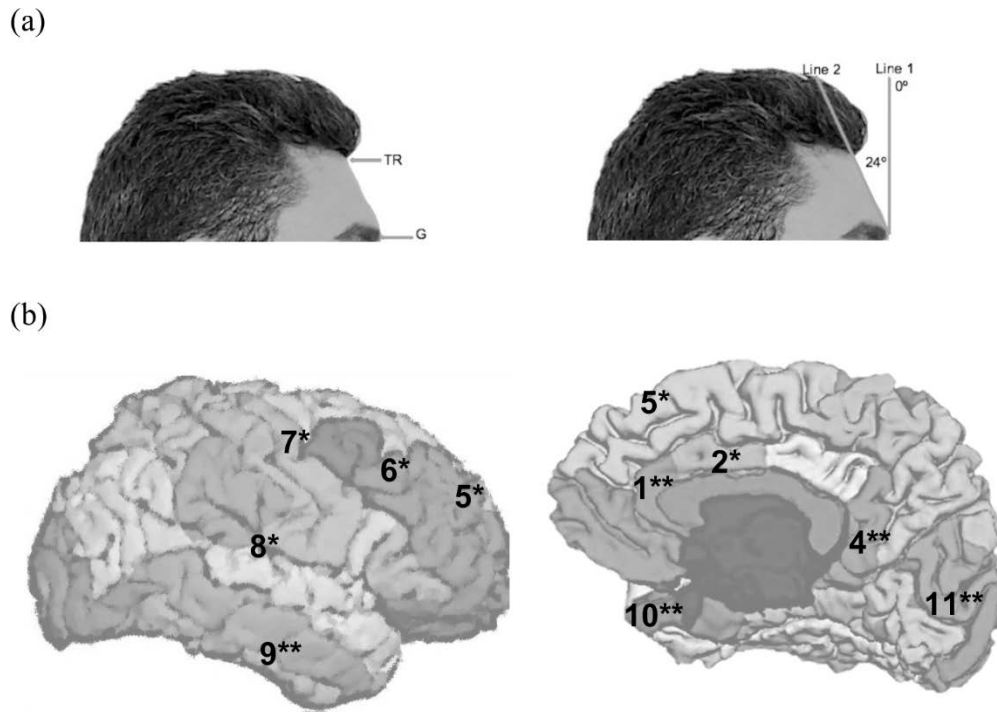 (a)
TR
G
Line 2
Line 1
0º
24º
(b)
7*
6*
5*
8*
9**
5*
2*
1**
4**
10**
11**